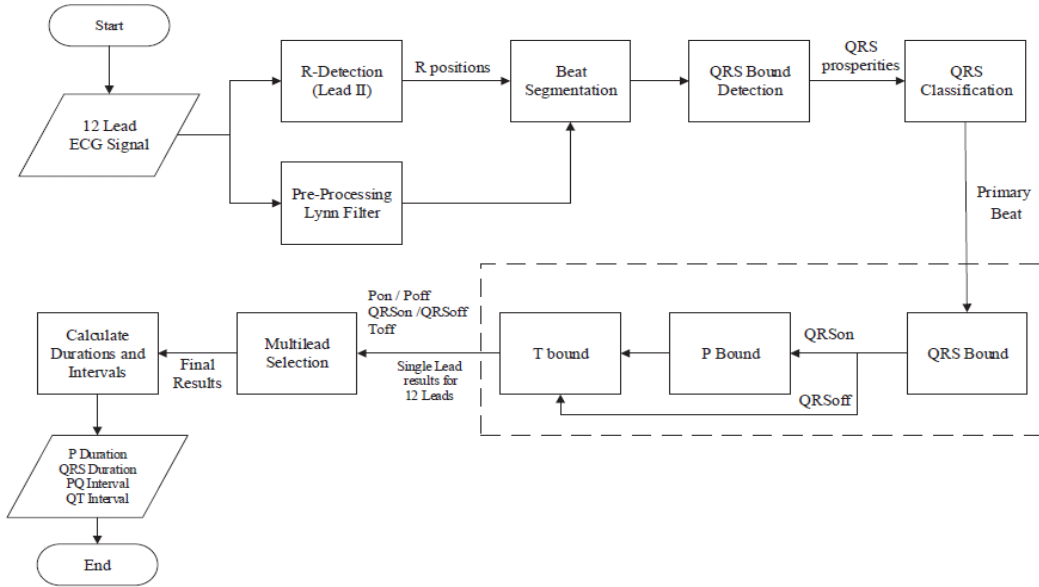 Start
12 Lead
ECG Signal
R-Detection
(Lead II)
R positions
Pre-Processing
Lynn Filter
Beat
Segmentation
QRS Bound
Detection
QRS
prosperities
QRS
Classification
Primary
Beat
QRS Bound
QRSon
QRSoff
P Bound
T bound
Pon / Poff
QRSon /QRSoff
Toff
Single Lead
results for
12 Leads
Multilead
Selection
Final
Results
Calculate
Durations and
Intervals
P Duration
QRS Duration
PQ Interval
QT Interval
End